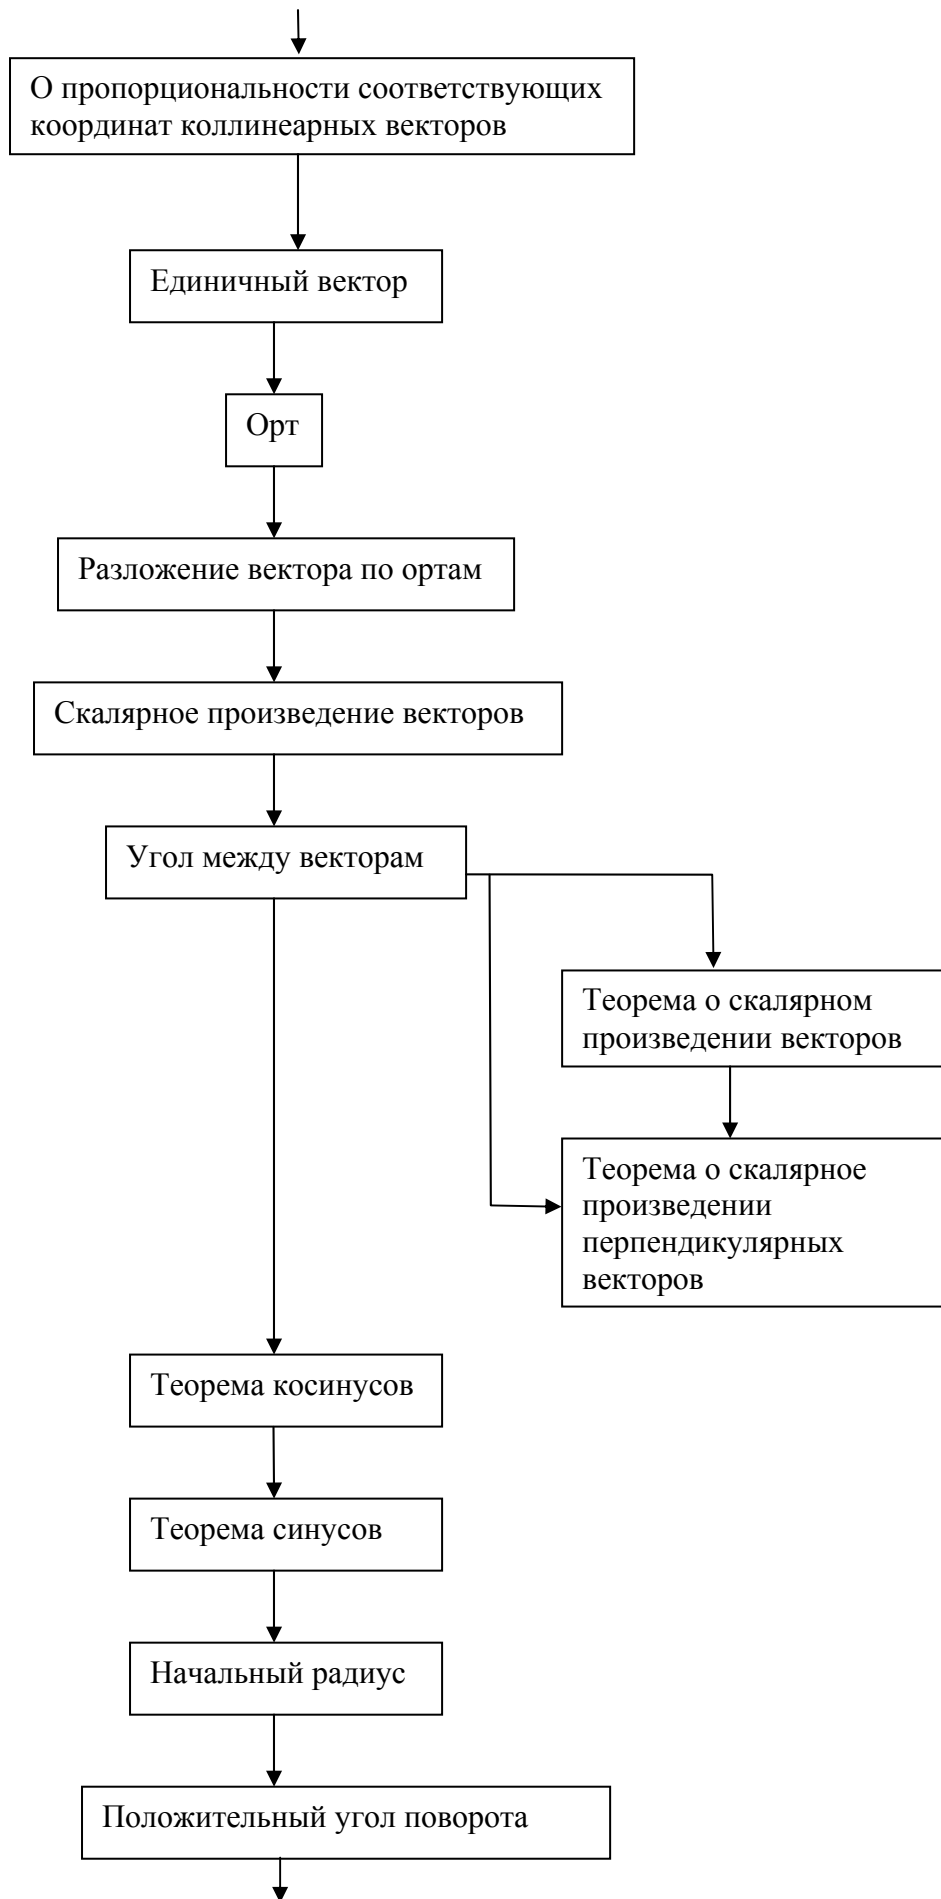 О пропорциональности соответствующих
координат коллинеарных векторов
Единичный вектор
Орт
Разложение вектора по ортам
Скалярное произведение векторов
Угол между векторам
Теорема о скалярном
произведении векторов
Теорема о скалярное
произведении
перпендикулярных
векторов
Теорема косинусов
Теорема синусов
Начальный радиус
Положительный угол поворота